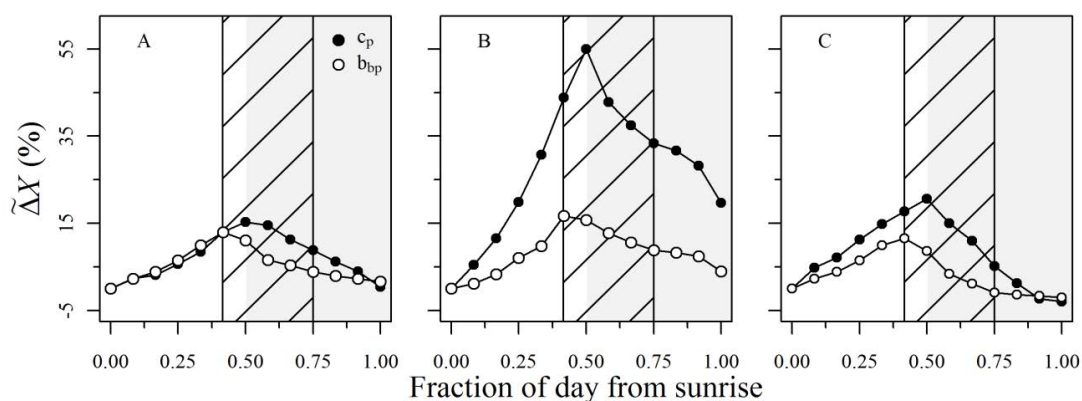 A
B
C
c_p
b_bp
55
35
15
-5
Δ̃X (%)
0.00 0.25 0.50 0.75 1.00 0.00 0.25 0.50 0.75 1.00 0.00 0.25 0.50 0.75 1.00
Fraction of day from sunrise